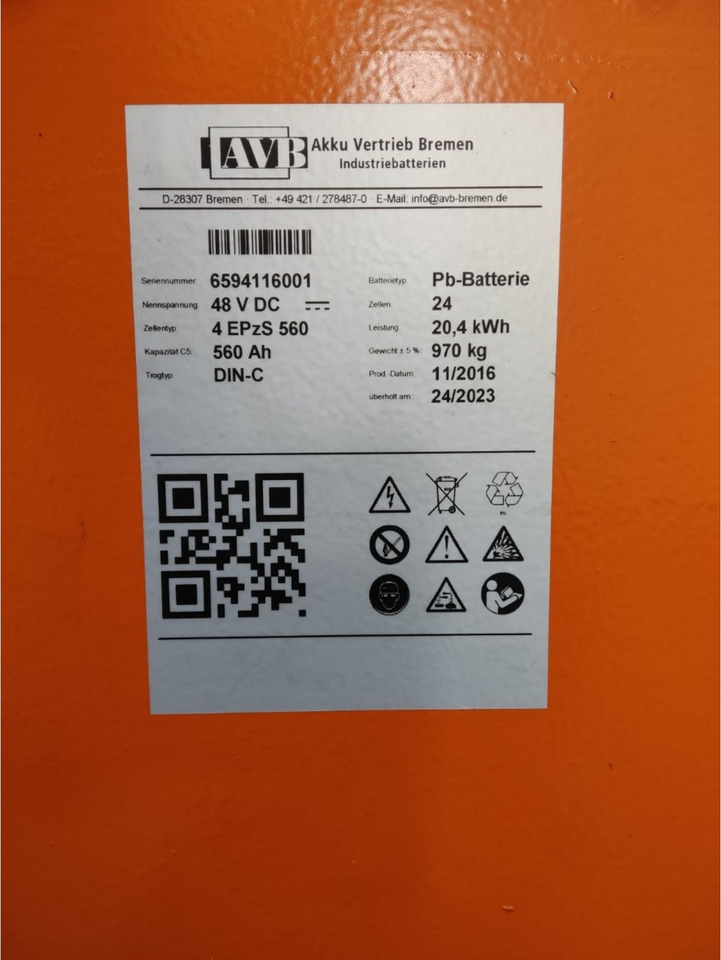 AVB Akku Vertrieb Bremen
Industriebatterien
D-28307 Bremen · Tel.: +49 421 / 278487-0 · E-Mail: info@avb-bremen.de
Seriennummer: 6594116001
Nennspannung: 48 V DC
Zellentyp: 4 EPzS 560
Kapazität C5: 560 Ah
Trogtyp: DIN-C
Batterietyp: Pb-Batterie
Zellen: 24
Leistung: 20,4 kWh
Gewicht ± 5 %: 970 kg
Prod.-Datum: 11/2016
überholt am: 24/2023
Pb